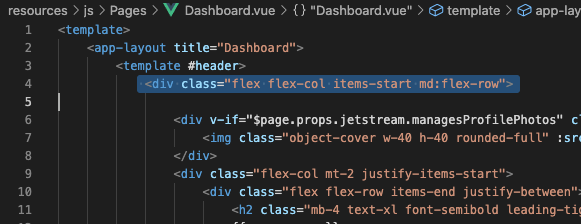 resources > js > Pages > Dashboard.vue > {} "Dashboard.vue" > template > app-lay
1 <template>
2 <app-layout title="Dashboard">
3 <template #header>
4 <div class="flex flex-col items-start md:flex-row">
5
6 <div v-if="$page.props.jetstream.managesProfilePhotos" cl
7 <img class="object-cover w-40 h-40 rounded-full" :src
8 </div>
9 <div class="flex-col mt-2 justify-items-start">
10 <div class="flex flex-row items-end justify-between">
11 <h2 class="mb-4 text-xl font-semibold leading-tig
12